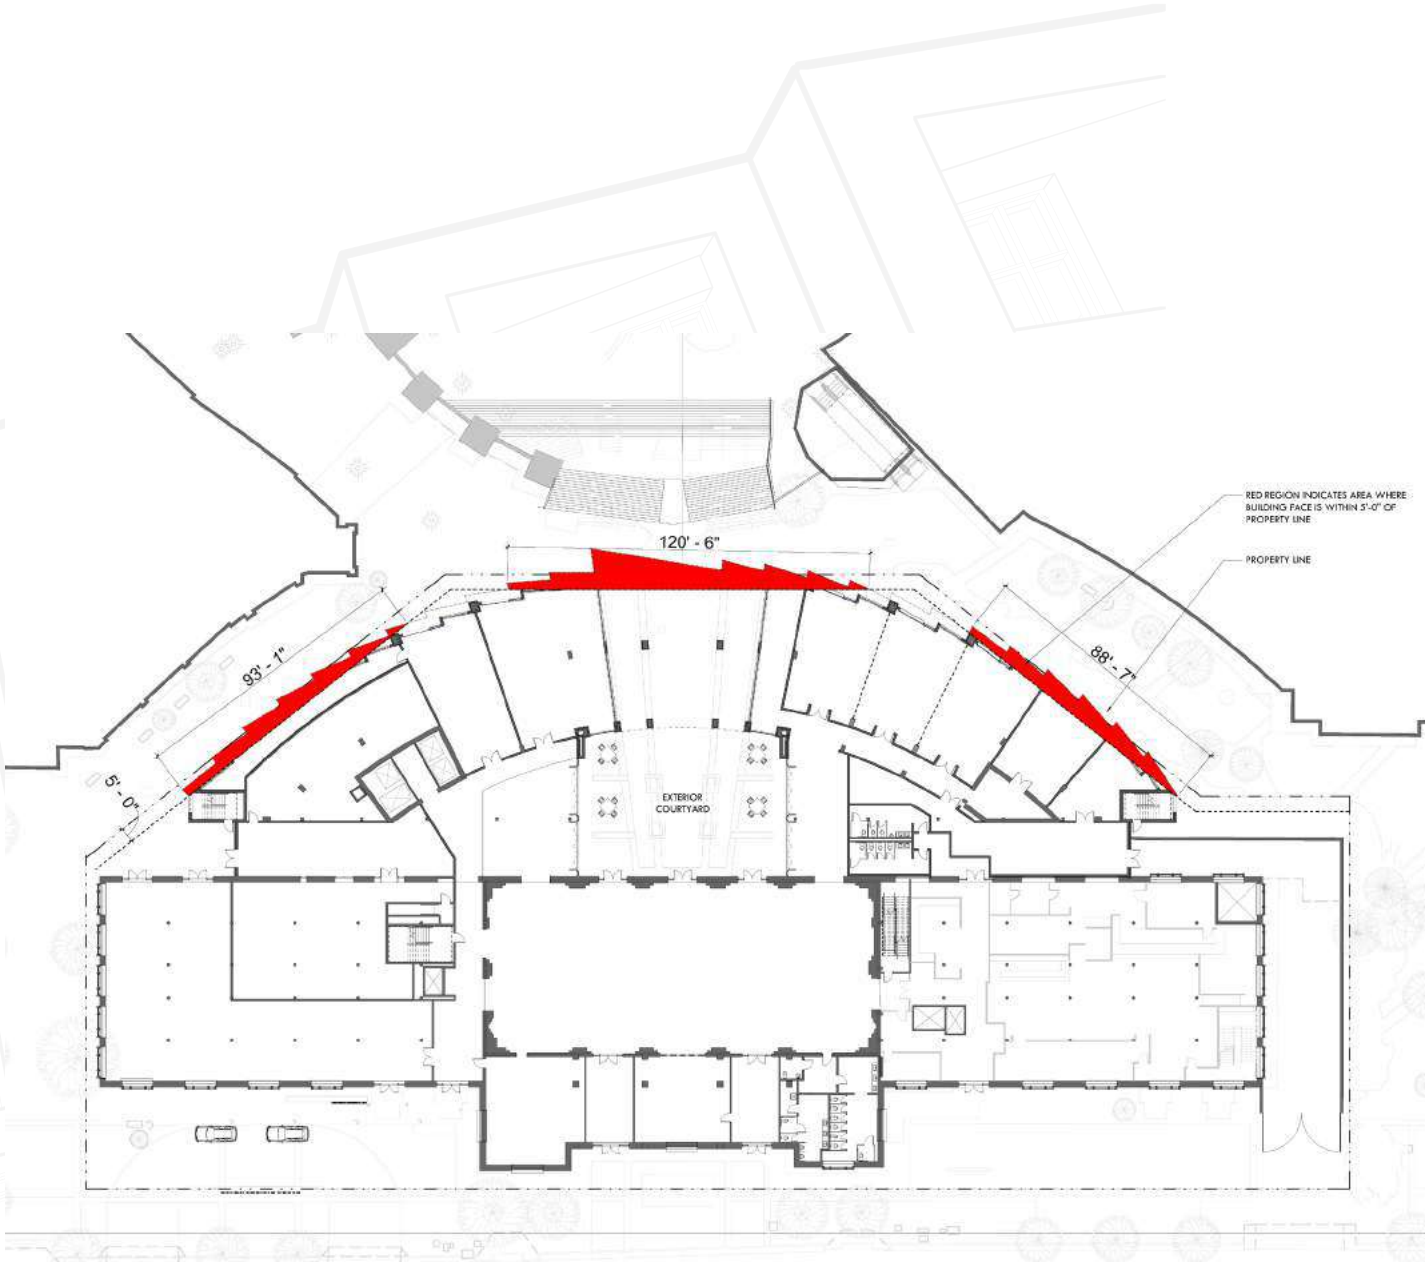 RED REGION INDICATES AREA WHERE
BUILDING FACE IS WITHIN 5'-0" OF
PROPERTY LINE
120' - 6"
PROPERTY LINE
93' - 1"
88' - 7"
5' - 0"
EXTERIOR
COURTYARD